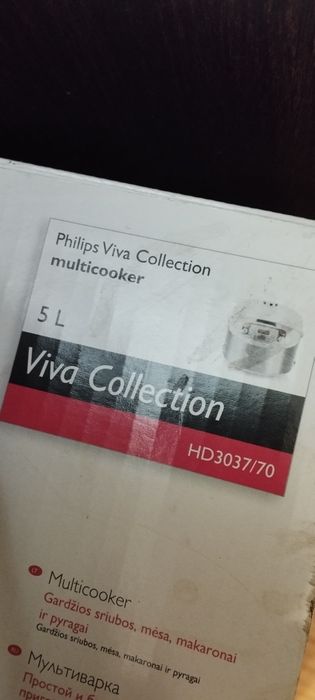 Philips Viva Collection
multicooker
5 L
Viva Collection
HD3037/70
LT Multicooker
Gardžios sriubos, mėsa, makaronai
ir pyragai
Gardžios sriubos, mėsa, makaronai ir pyragai
Мультиварка
Простой и